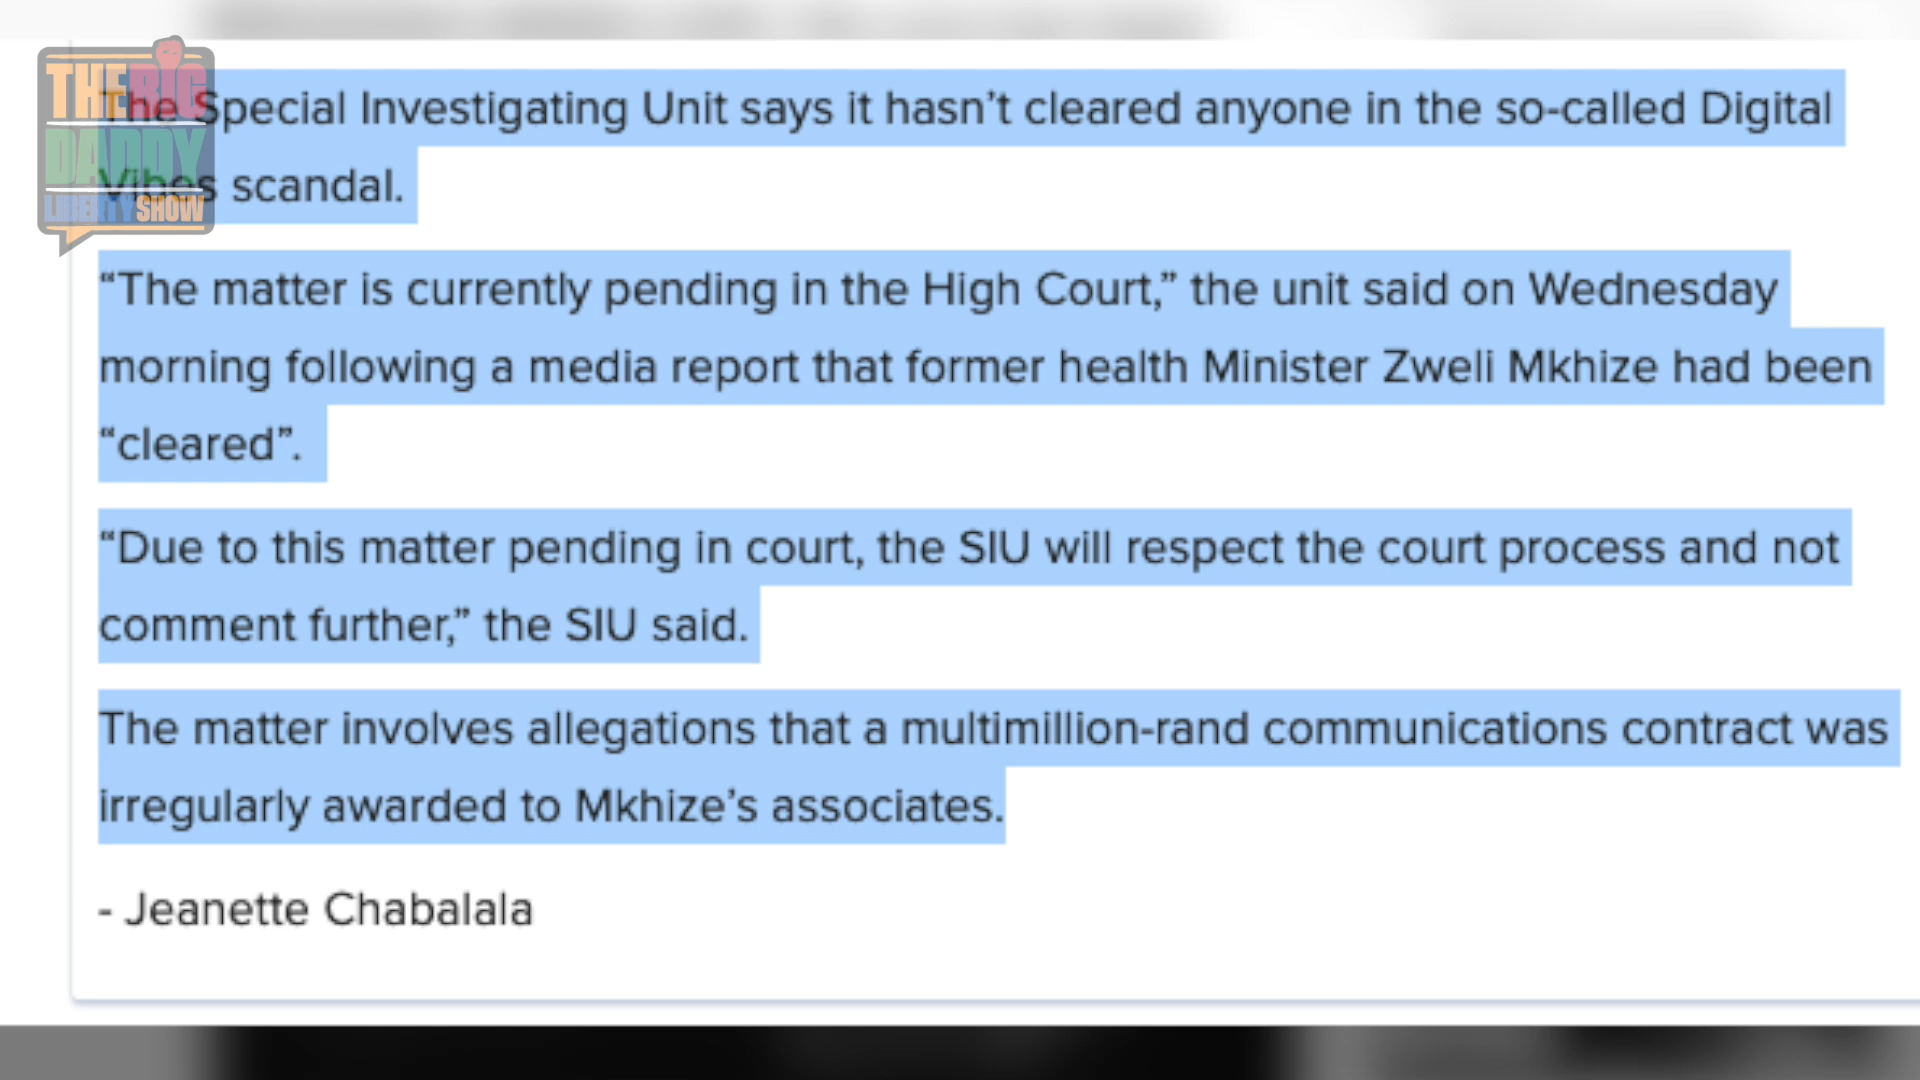 THE BIG
DADDY
LIBERTY SHOW
The Special Investigating Unit says it hasn’t cleared anyone in the so-called Digital
Vibes scandal.
“The matter is currently pending in the High Court,” the unit said on Wednesday
morning following a media report that former health Minister Zweli Mkhize had been
“cleared”.
“Due to this matter pending in court, the SIU will respect the court process and not
comment further,” the SIU said.
The matter involves allegations that a multimillion-rand communications contract was
irregularly awarded to Mkhize’s associates.
- Jeanette Chabalala